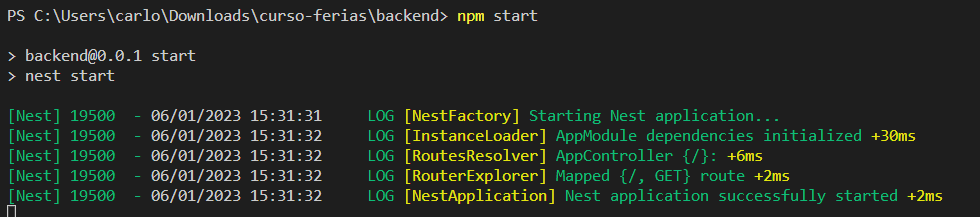 PS C:\Users\carlo\Downloads\curso-ferias\backend> npm start
> backend@0.0.1 start
> nest start
[Nest] 19500  - 06/01/2023 15:31:31     LOG [NestFactory] Starting Nest application...
[Nest] 19500  - 06/01/2023 15:31:32     LOG [InstanceLoader] AppModule dependencies initialized +30ms
[Nest] 19500  - 06/01/2023 15:31:32     LOG [RoutesResolver] AppController {/}: +6ms
[Nest] 19500  - 06/01/2023 15:31:32     LOG [RouterExplorer] Mapped {/, GET} route +2ms
[Nest] 19500  - 06/01/2023 15:31:32     LOG [NestApplication] Nest application successfully started +2ms